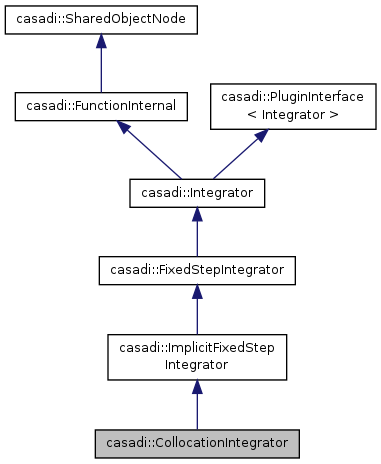 casadi::SharedObjectNode
casadi::FunctionInternal
casadi::PluginInterface
< Integrator >
casadi::Integrator
casadi::FixedStepIntegrator
casadi::ImplicitFixedStep
Integrator
casadi::CollocationIntegrator